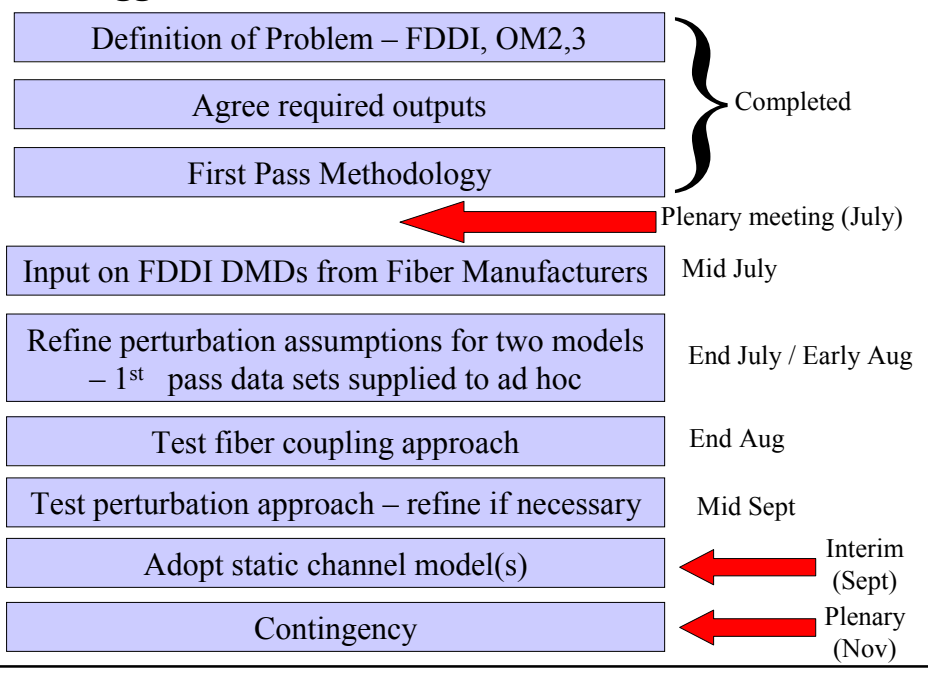 Definition of Problem – FDDI, OM2,3
Agree required outputs
Completed
First Pass Methodology
Plenary meeting (July)
Input on FDDI DMDs from Fiber Manufacturers
Mid July
Refine perturbation assumptions for two models
– 1st pass data sets supplied to ad hoc
End July / Early Aug
Test fiber coupling approach
End Aug
Test perturbation approach – refine if necessary
Mid Sept
Adopt static channel model(s)
Interim
(Sept)
Contingency
Plenary
(Nov)